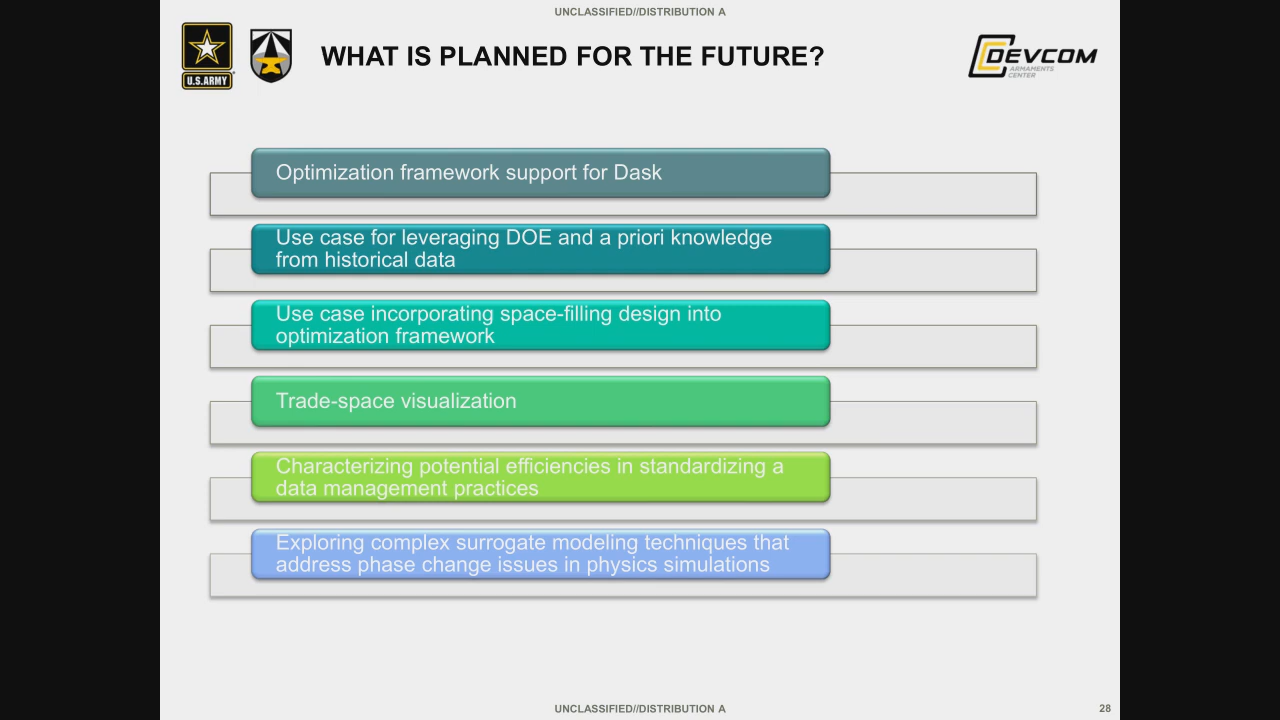 UNCLASSIFIED//DISTRIBUTION A
U.S.ARMY
WHAT IS PLANNED FOR THE FUTURE?
DEVCOM
ARMAMENTS
CENTER
Optimization framework support for Dask
Use case for leveraging DOE and a priori knowledge
from historical data
Use case incorporating space-filling design into
optimization framework
Trade-space visualization
Characterizing potential efficiencies in standardizing a
data management practices
Exploring complex surrogate modeling techniques that
address phase change issues in physics simulations
UNCLASSIFIED//DISTRIBUTION A
28